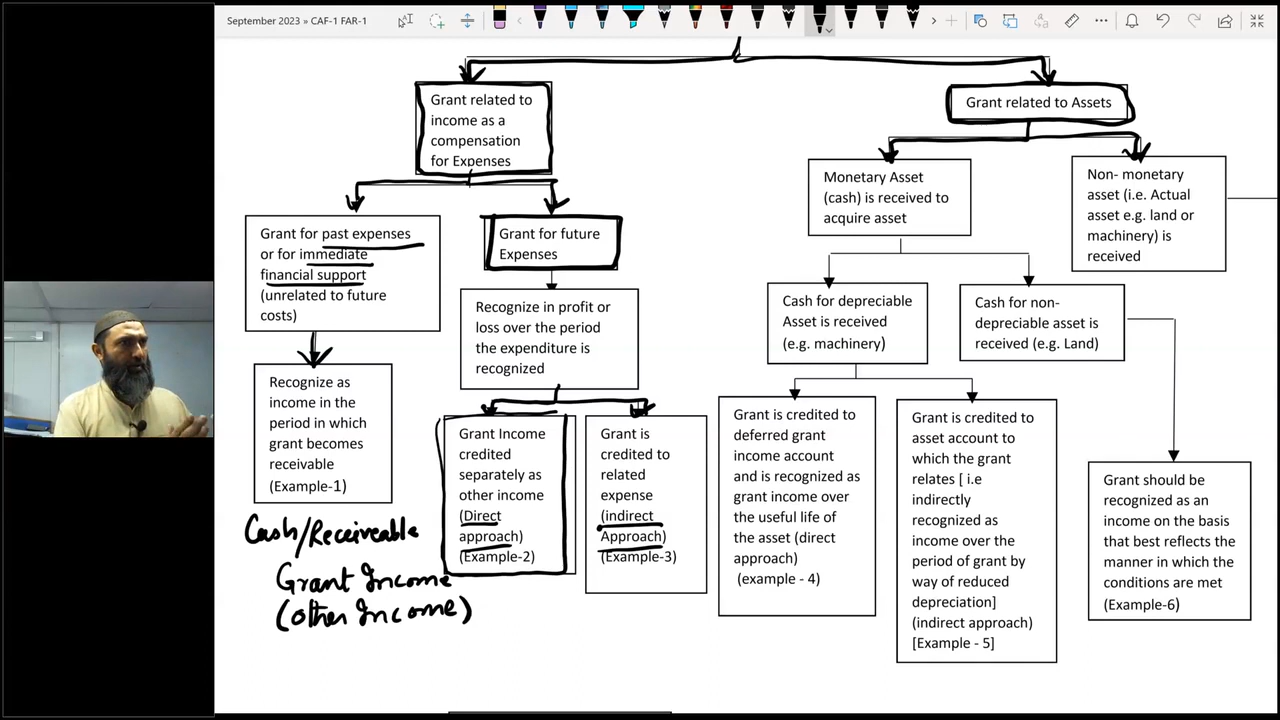 September 2023 » CAF-1 FAR-1
Grant related to
income as a
compensation
for Expenses
Grant related to Assets
Monetary Asset
(cash) is received to
acquire asset
Non- monetary
asset (i.e. Actual
asset e.g. land or
machinery) is
received
Grant for past expenses
or for immediate
financial support
(unrelated to future
costs)
Grant for future
Expenses
Recognize in profit or
loss over the period
the expenditure is
recognized
Cash for depreciable
Asset is received
(e.g. machinery)
Cash for non-
depreciable asset is
received (e.g. Land)
Recognize as
income in the
period in which
grant becomes
receivable
(Example-1)
Grant Income
credited
separately as
other income
(Direct
approach)
(Example-2)
Grant is
credited to
related
expense
(indirect
Approach)
(Example-3)
Grant is credited to
deferred grant
income account
and is recognized as
grant income over
the useful life of
the asset (direct
approach)
(example - 4)
Grant is credited to
asset account to
which the grant
relates [ i.e
indirectly
recognized as
income over the
period of grant by
way of reduced
depreciation]
(indirect approach)
[Example - 5]
Grant should be
recognized as an
income on the basis
that best reflects the
manner in which the
conditions are met
(Example-6)
Cash/Receiveable
Grant Income
(other Income)